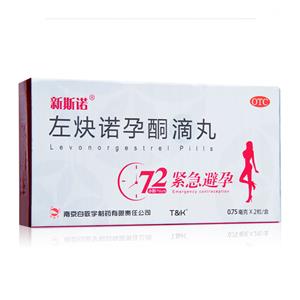 新斯诺
OTC
左炔诺孕酮滴丸
Levonorgestrel Pills
72
紧急避孕
Emergency contraception
南京白敬宇制药有限责任公司
T&K
0.75毫克×2粒/盒